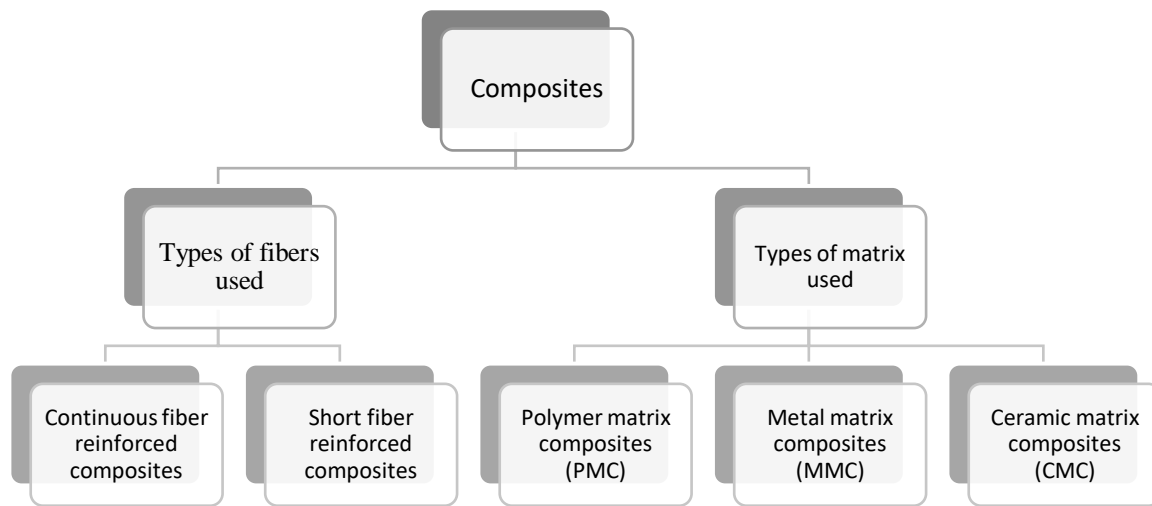 Composites
Types of fibers
used
Types of matrix
used
Continuous fiber
reinforced
composites
Short fiber
reinforced
composites
Polymer matrix
composites
(PMC)
Metal matrix
composites
(MMC)
Ceramic matrix
composites
(CMC)